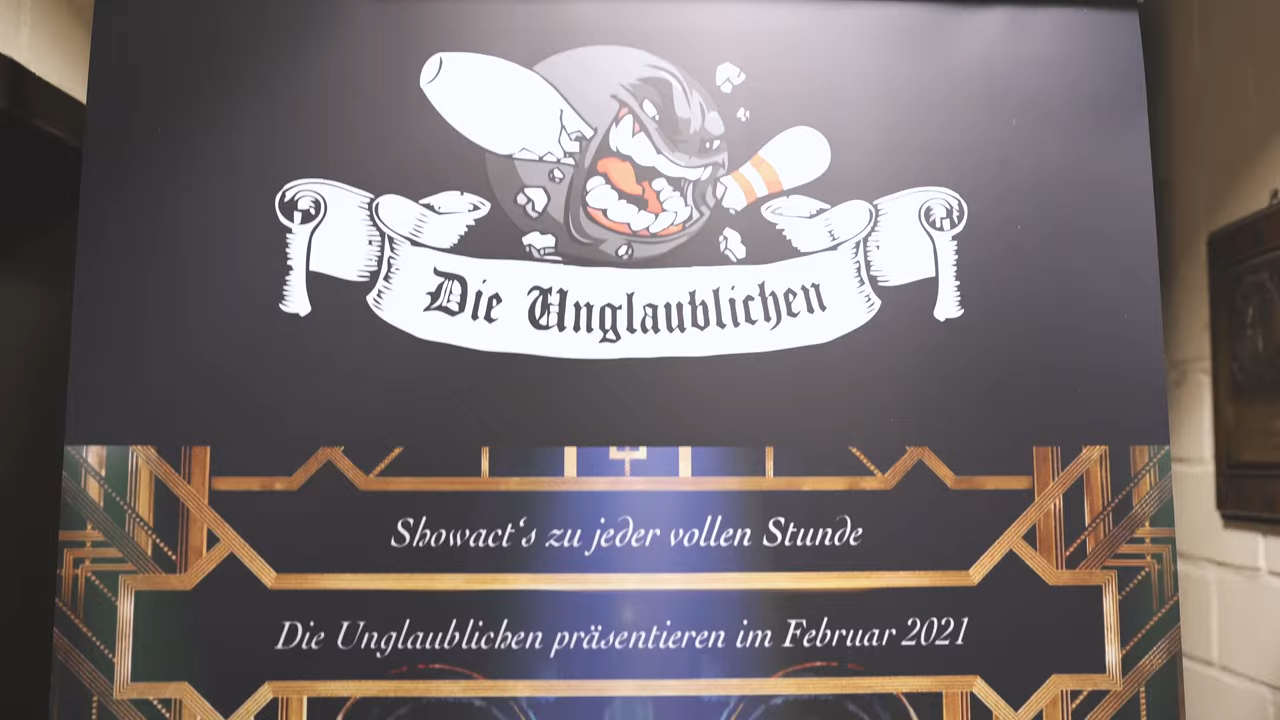 Die Unglaublichen
Showact‘s zu jeder vollen Stunde
Die Unglaublichen präsentieren im Februar 2021